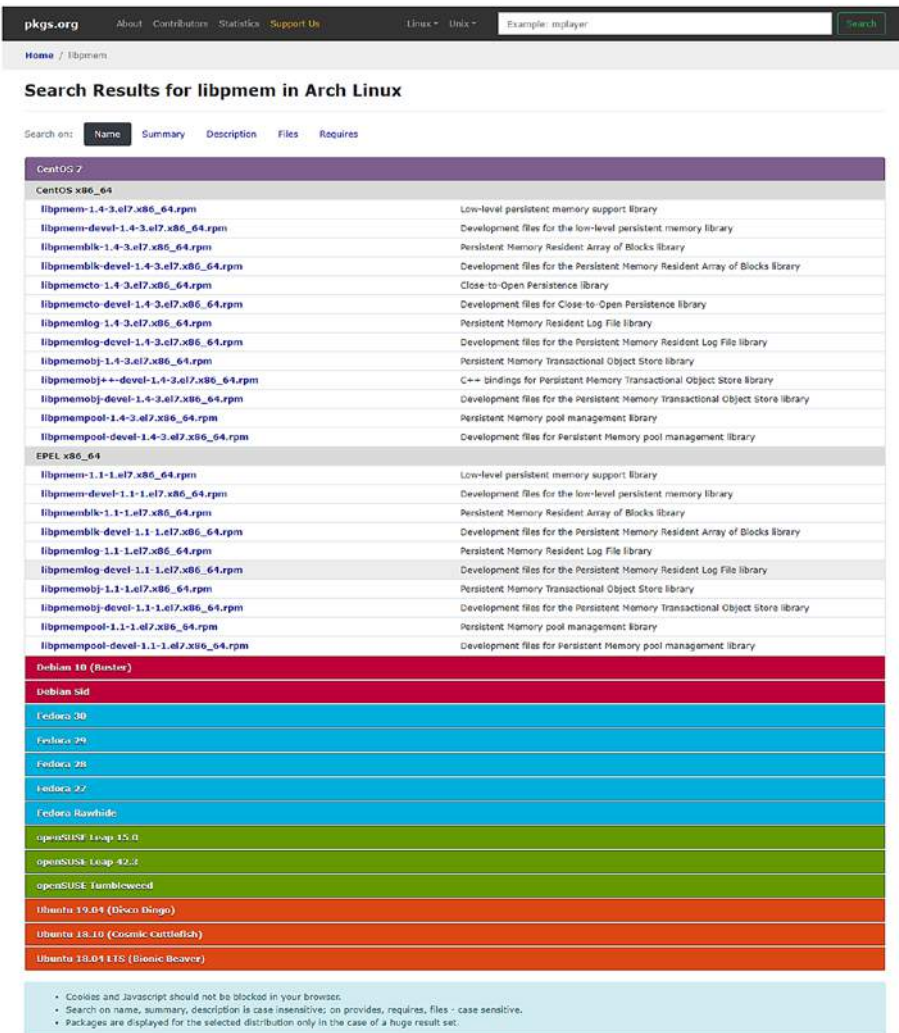 pkgs.org About Contributors Statistics Support Us Linux Unix Example: mplayer Search
Home / libpmem
Search Results for libpmem in Arch Linux
Search on: Name Summary Description Files Requires
CentOS 7
CentOS x86_64
libpmem-1.4-3.el7.x86_64.rpm Low-level persistent memory support library
libpmem-devel-1.4-3.el7.x86_64.rpm Development files for the low-level persistent memory library
libpmemblk-1.4-3.el7.x86_64.rpm Persistent Memory Resident Array of Blocks library
libpmemblk-devel-1.4-3.el7.x86_64.rpm Development files for the Persistent Memory Resident Array of Blocks library
libpmemcto-1.4-3.el7.x86_64.rpm Close-to-Open Persistence library
libpmemcto-devel-1.4-3.el7.x86_64.rpm Development files for Close-to-Open Persistence library
libpmemlog-1.4-3.el7.x86_64.rpm Persistent Memory Resident Log File library
libpmemlog-devel-1.4-3.el7.x86_64.rpm Development files for the Persistent Memory Resident Log File library
libpmemobj-1.4-3.el7.x86_64.rpm Persistent Memory Transactional Object Store library
libpmemobj++-devel-1.4-3.el7.x86_64.rpm C++ bindings for Persistent Memory Transactional Object Store library
libpmemobj-devel-1.4-3.el7.x86_64.rpm Development files for the Persistent Memory Transactional Object Store library
libpmempool-1.4-3.el7.x86_64.rpm Persistent Memory pool management library
libpmempool-devel-1.4-3.el7.x86_64.rpm Development files for Persistent Memory pool management library
EPEL x86_64
libpmem-1.1-1.el7.x86_64.rpm Low-level persistent memory support library
libpmem-devel-1.1-1.el7.x86_64.rpm Development files for the low-level persistent memory library
libpmemblk-1.1-1.el7.x86_64.rpm Persistent Memory Resident Array of Blocks library
libpmemblk-devel-1.1-1.el7.x86_64.rpm Development files for the Persistent Memory Resident Array of Blocks library
libpmemlog-1.1-1.el7.x86_64.rpm Persistent Memory Resident Log File library
libpmemlog-devel-1.1-1.el7.x86_64.rpm Development files for the Persistent Memory Resident Log File library
libpmemobj-1.1-1.el7.x86_64.rpm Persistent Memory Transactional Object Store library
libpmemobj-devel-1.1-1.el7.x86_64.rpm Development files for the Persistent Memory Transactional Object Store library
libpmempool-1.1-1.el7.x86_64.rpm Persistent Memory pool management library
libpmempool-devel-1.1-1.el7.x86_64.rpm Development files for Persistent Memory pool management library
Debian 10 (Buster)
Debian Sid
Fedora 30
Fedora 29
Fedora 28
Fedora 27
Fedora Rawhide
openSUSE Leap 15.0
openSUSE Leap 42.3
openSUSE Tumbleweed
Ubuntu 19.04 (Disco Dingo)
Ubuntu 18.10 (Cosmic Cuttlefish)
Ubuntu 18.04 LTS (Bionic Beaver)
• Cookies and Javascript should not be blocked in your browser.
• Search on name, summary, description is case insensitive; on provides, requires, files - case sensitive.
• Packages are displayed for the selected distribution only in the case of a huge result set.